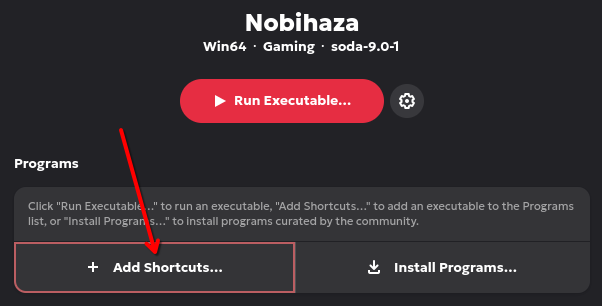 Nobihaza
Win64 · Gaming · soda-9.0-1
Run Executable...
Programs
Click "Run Executable..." to run an executable, "Add Shortcuts..." to add an executable to the Programs
list, or "Install Programs..." to install programs curated by the community.
Add Shortcuts...
Install Programs...